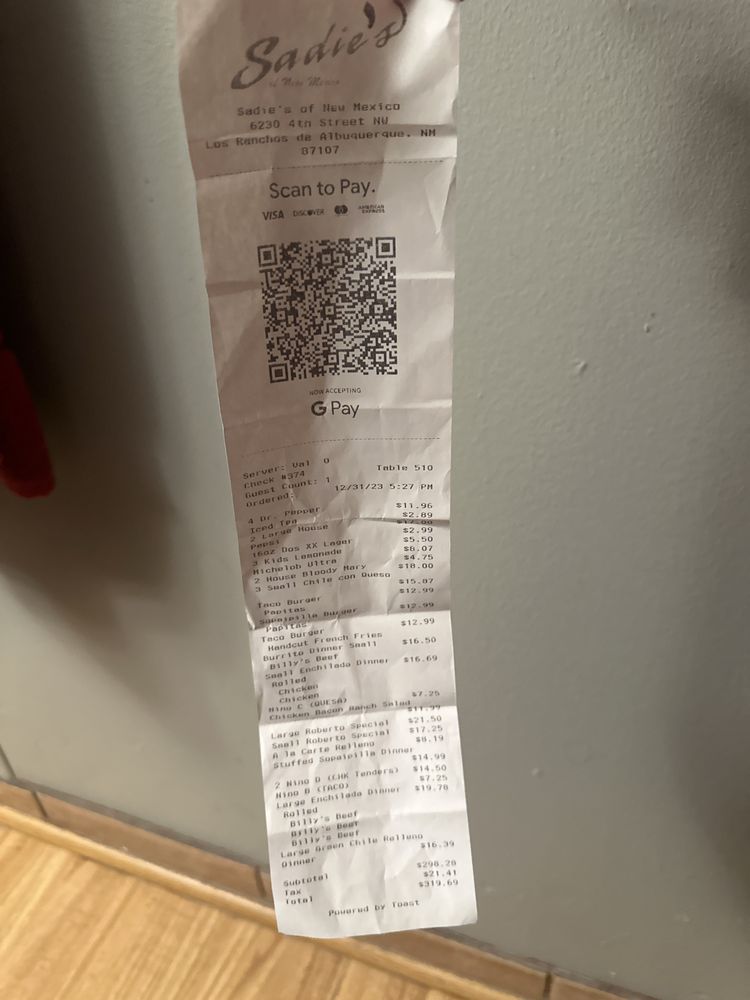 Sadie's
of New Mexico
Sadie's of New Mexico
6230 4th Street NW
Los Ranchos de Albuquerque, NM
87107
Scan to Pay.
VISA DISCOVER AMERICAN EXPRESS
NOW ACCEPTING
G Pay
Server: Val 0
Check #374 Table 510
Guest Count: 1
Ordered: 12/31/23 5:27 PM
4 Dr. Pepper $11.96
Iced Tea $2.89
2 Large House
Pepsi $2.99
16oz Dos XX Lager $5.50
3 Kids Lemonade $6.07
Michelob Ultra $4.75
2 House Bloody Mary $18.00
3 Small Chile con Queso $15.87
Taco Burger $12.99
Papitas
Sopaipilla Burger $12.99
Papitas
Taco Burger $12.99
Handcut French Fries
Burrito Dinner Small $16.50
Billy's Beef
Small Enchilada Dinner $16.69
Rolled
Chicken
Chicken
Nino C (QUESA) $7.25
Chicken Bacon Ranch Salad $11.99
Large Roberto Special $21.50
Small Roberto Special $17.25
A la Carte Relleno $8.19
Stuffed Sopaipilla Dinner $14.99
2 Nino D (CHK Tenders) $14.50
Nino B (TACO) $7.25
Large Enchilada Dinner $19.78
Rolled
Billy's Beef
Billy's Beef
Billy's Beef
Large Green Chile Relleno $16.39
Dinner
Subtotal $298.28
Tax $21.41
Total $319.69
Powered by Toast